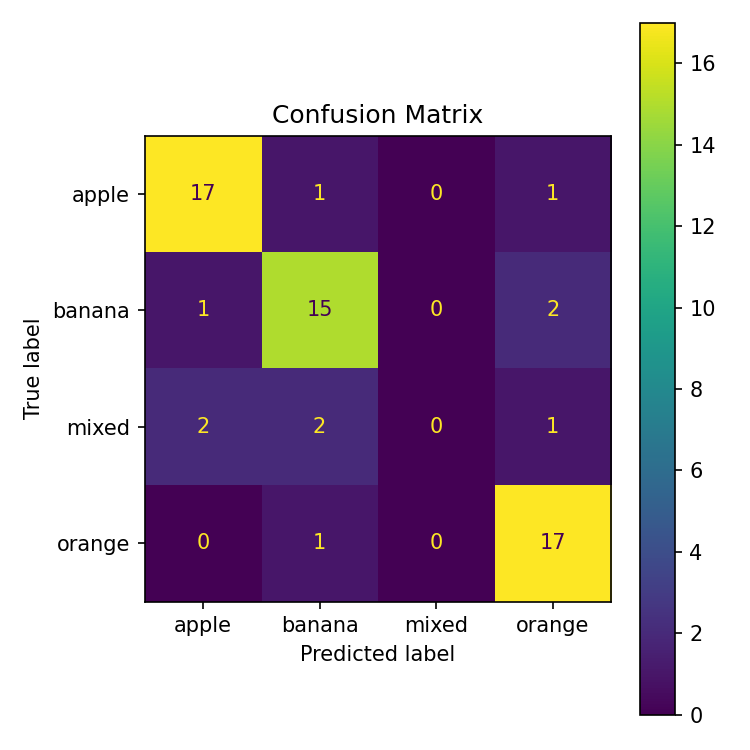 Confusion Matrix
True label
apple 17 1 0 1
banana 1 15 0 2
mixed 2 2 0 1
orange 0 1 0 17
apple banana mixed orange
Predicted label
16
14
12
10
8
6
4
2
0